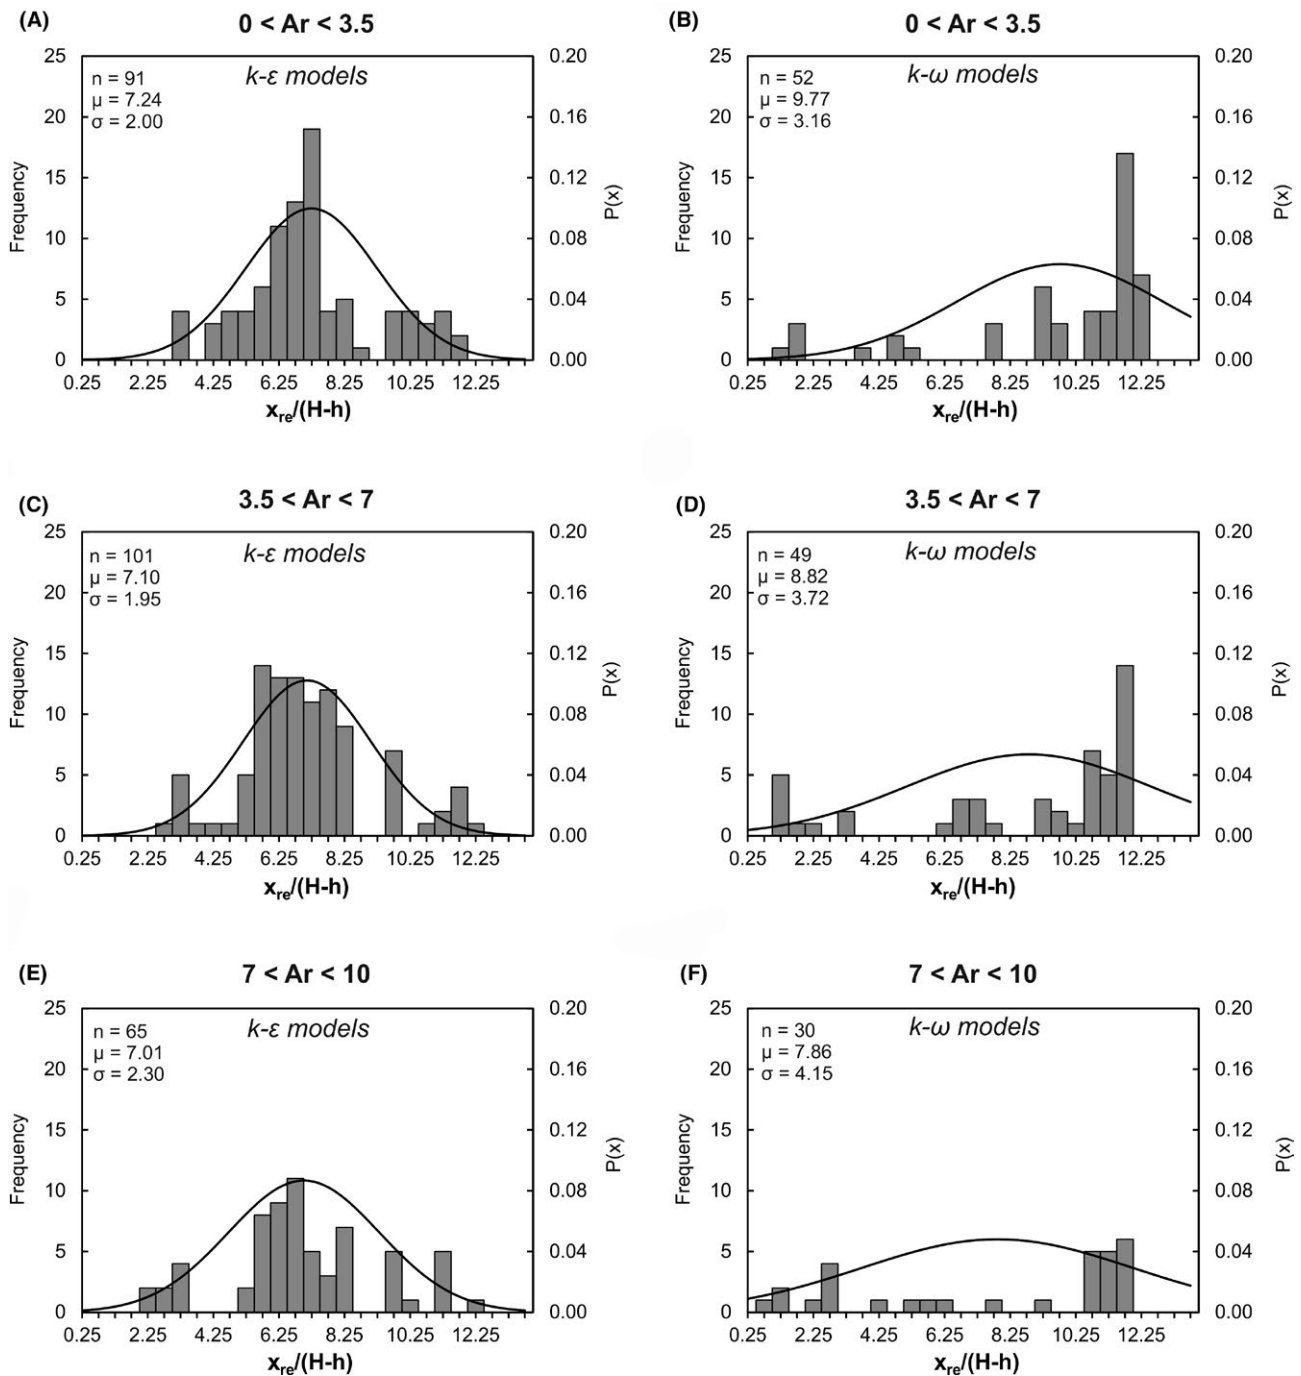 (A)
0 < Ar < 3.5
k-ε models
n = 91
μ = 7.24
σ = 2.00
25
20
15
10
5
0
Frequency
0.20
0.16
0.12
0.08
0.04
0.00
P(x)
0.25 2.25 4.25 6.25 8.25 10.25 12.25
xre/(H-h)
(B)
0 < Ar < 3.5
k-ω models
n = 52
μ = 9.77
σ = 3.16
25
20
15
10
5
0
Frequency
0.20
0.16
0.12
0.08
0.04
0.00
P(x)
0.25 2.25 4.25 6.25 8.25 10.25 12.25
xre/(H-h)
(C)
3.5 < Ar < 7
k-ε models
n = 101
μ = 7.10
σ = 1.95
25
20
15
10
5
0
Frequency
0.20
0.16
0.12
0.08
0.04
0.00
P(x)
0.25 2.25 4.25 6.25 8.25 10.25 12.25
xre/(H-h)
(D)
3.5 < Ar < 7
k-ω models
n = 49
μ = 8.82
σ = 3.72
25
20
15
10
5
0
Frequency
0.20
0.16
0.12
0.08
0.04
0.00
P(x)
0.25 2.25 4.25 6.25 8.25 10.25 12.25
xre/(H-h)
(E)
7 < Ar < 10
k-ε models
n = 65
μ = 7.01
σ = 2.30
25
20
15
10
5
0
Frequency
0.20
0.16
0.12
0.08
0.04
0.00
P(x)
0.25 2.25 4.25 6.25 8.25 10.25 12.25
xre/(H-h)
(F)
7 < Ar < 10
k-ω models
n = 30
μ = 7.86
σ = 4.15
25
20
15
10
5
0
Frequency
0.20
0.16
0.12
0.08
0.04
0.00
P(x)
0.25 2.25 4.25 6.25 8.25 10.25 12.25
xre/(H-h)